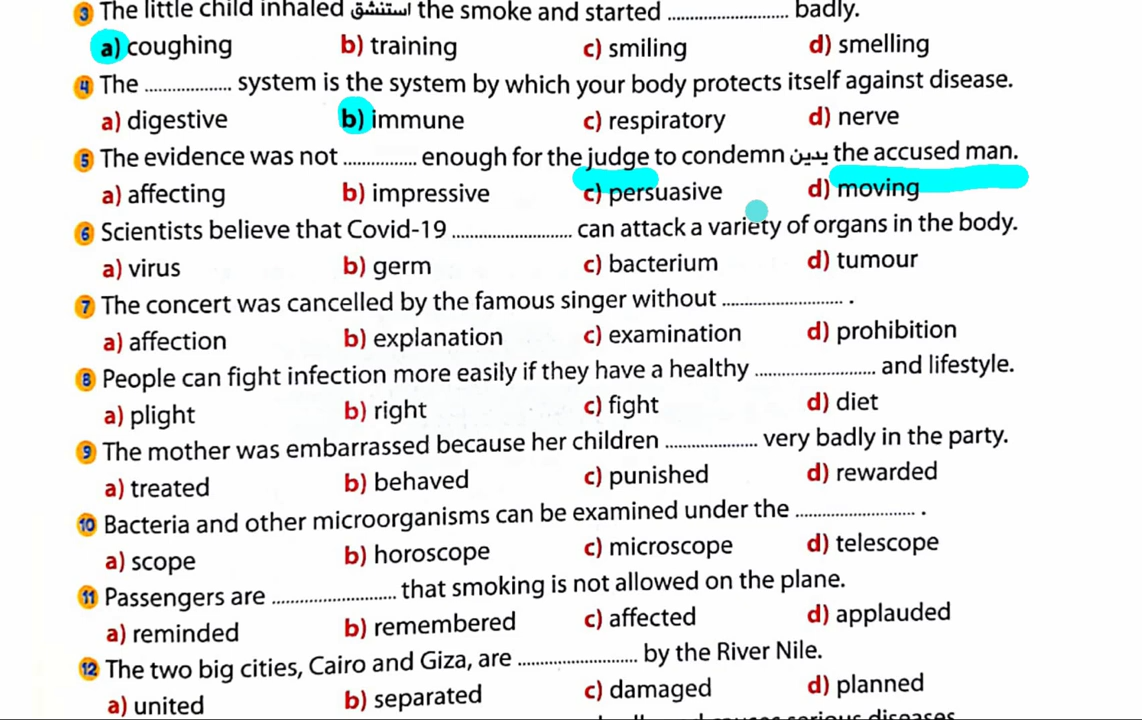 3 The little child inhaled استنشق the smoke and started ........................... badly.
a) coughing b) training c) smiling d) smelling
4 The ................... system is the system by which your body protects itself against disease.
a) digestive b) immune c) respiratory d) nerve
5 The evidence was not ................ enough for the judge to condemn يدين the accused man.
a) affecting b) impressive c) persuasive d) moving
6 Scientists believe that Covid-19 .......................... can attack a variety of organs in the body.
a) virus b) germ c) bacterium d) tumour
7 The concert was cancelled by the famous singer without ........................... .
a) affection b) explanation c) examination d) prohibition
8 People can fight infection more easily if they have a healthy .......................... and lifestyle.
a) plight b) right c) fight d) diet
9 The mother was embarrassed because her children .................... very badly in the party.
a) treated b) behaved c) punished d) rewarded
10 Bacteria and other microorganisms can be examined under the .......................... .
a) scope b) horoscope c) microscope d) telescope
11 Passengers are ........................... that smoking is not allowed on the plane.
a) reminded b) remembered c) affected d) applauded
12 The two big cities, Cairo and Giza, are .......................... by the River Nile.
a) united b) separated c) damaged d) planned
serious diseases